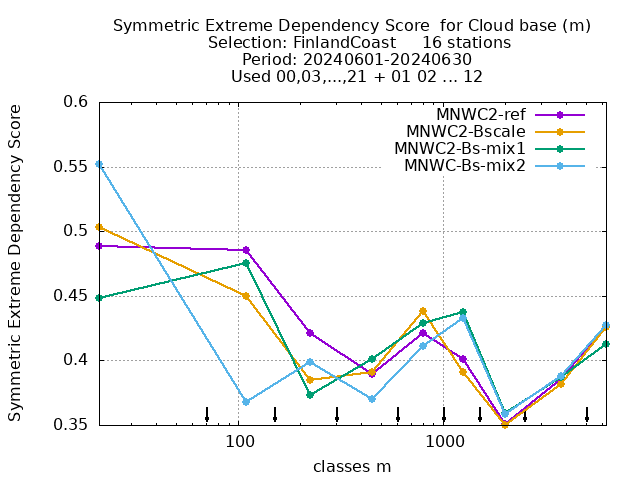 Symmetric Extreme Dependency Score  for Cloud base (m)
Selection: FinlandCoast     16 stations
Period: 20240601-20240630
Used 00,03,...,21 + 01 02 ... 12
MNWC2-ref
MNWC2-Bscale
MNWC2-Bs-mix1
MNWC-Bs-mix2
Symmetric Extreme Dependency Score
0.6
0.55
0.5
0.45
0.4
0.35
100
1000
classes m